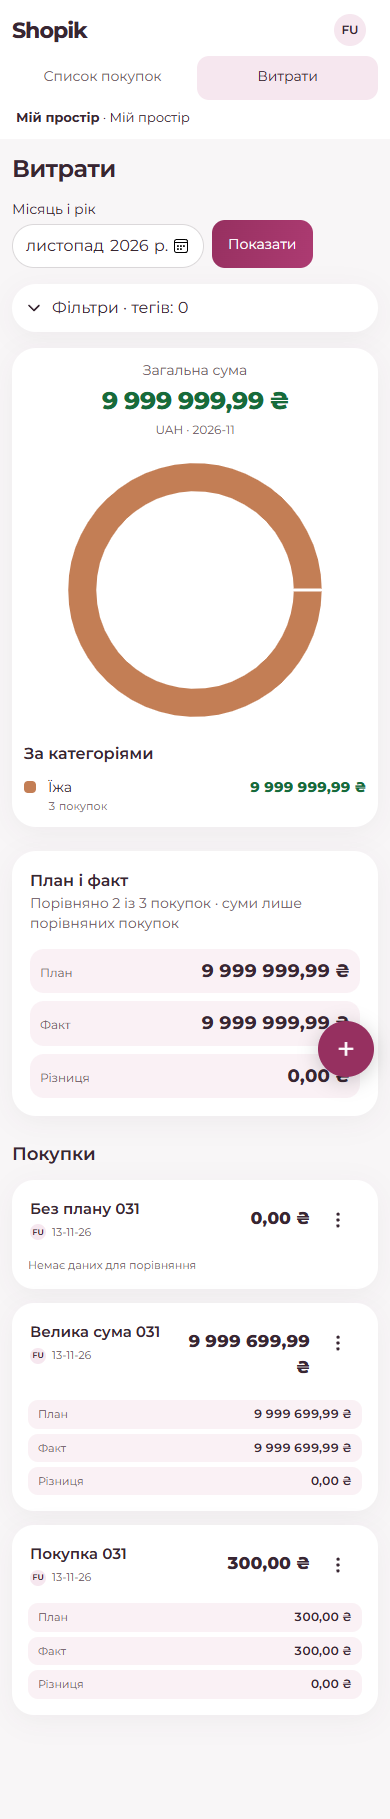 Shopik
FU
Список покупок
Витрати
Мій простір · Мій простір
Витрати
Місяць і рік
листопад 2026 р.
Показати
Фільтри · тегів: 0
Загальна сума
9 999 999,99 ₴
UAH · 2026-11
За категоріями
Їжа
9 999 999,99 ₴
3 покупок
План і факт
Порівняно 2 із 3 покупок · суми лише
порівняних покупок
План
9 999 999,99 ₴
Факт
9 999 999,99 ₴
Різниця
0,00 ₴
+
Покупки
Без плану 031
0,00 ₴
FU 13-11-26
Немає даних для порівняння
Велика сума 031
9 999 699,99
₴
FU 13-11-26
План
9 999 699,99 ₴
Факт
9 999 699,99 ₴
Різниця
0,00 ₴
Покупка 031
300,00 ₴
FU 13-11-26
План
300,00 ₴
Факт
300,00 ₴
Різниця
0,00 ₴